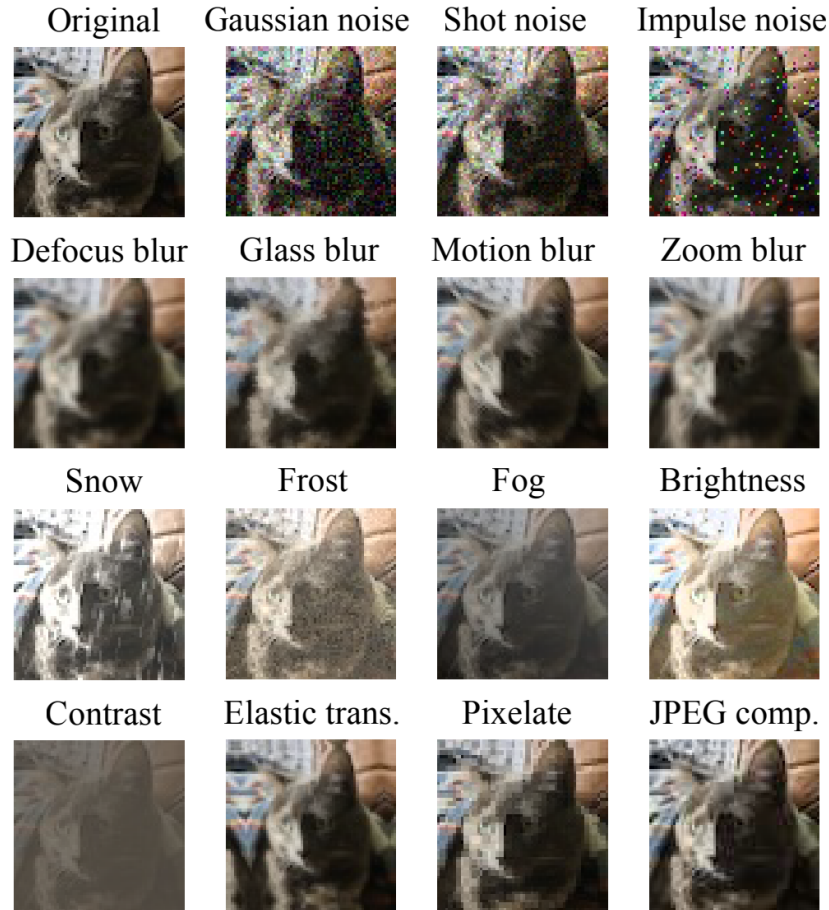 Original Gaussian noise Shot noise Impulse noise
Defocus blur Glass blur Motion blur Zoom blur
Snow Frost Fog Brightness
Contrast Elastic trans. Pixelate JPEG comp.